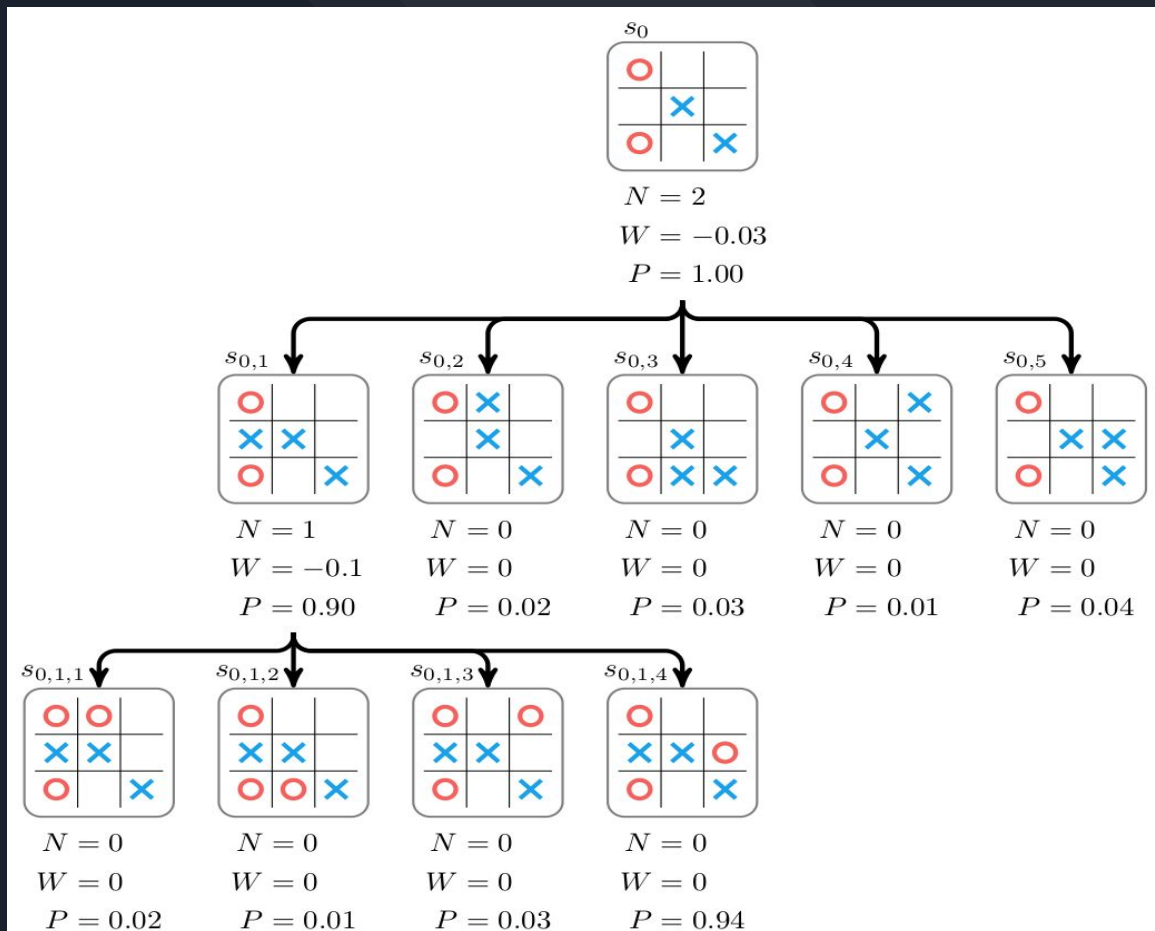 s0
N = 2
W = −0.03
P = 1.00
s0,1 s0,2 s0,3 s0,4 s0,5
N = 1 N = 0 N = 0 N = 0 N = 0
W = −0.1 W = 0 W = 0 W = 0 W = 0
P = 0.90 P = 0.02 P = 0.03 P = 0.01 P = 0.04
s0,1,1 s0,1,2 s0,1,3 s0,1,4
N = 0 N = 0 N = 0 N = 0
W = 0 W = 0 W = 0 W = 0
P = 0.02 P = 0.01 P = 0.03 P = 0.94